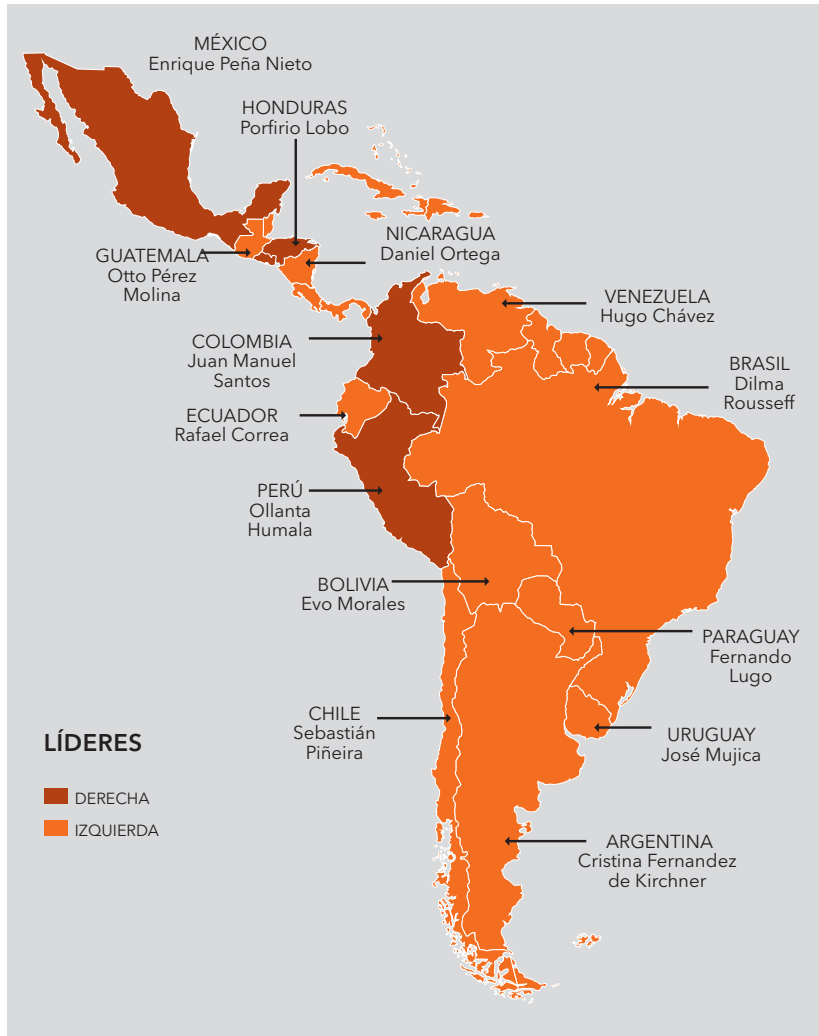 MÉXICO
Enrique Peña Nieto
HONDURAS
Porfirio Lobo
GUATEMALA
Otto Pérez
Molina
NICARAGUA
Daniel Ortega
VENEZUELA
Hugo Chávez
COLOMBIA
Juan Manuel
Santos
BRASIL
Dilma
Rousseff
ECUADOR
Rafael Correa
PERÚ
Ollanta
Humala
BOLIVIA
Evo Morales
PARAGUAY
Fernando
Lugo
CHILE
Sebastián
Piñeira
URUGUAY
José Mujica
LÍDERES
DERECHA
IZQUIERDA
ARGENTINA
Cristina Fernandez
de Kirchner